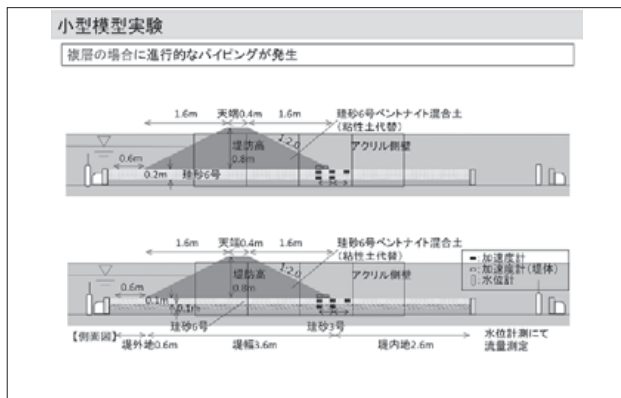 小型模型実験
複層の場合に進行的なパイピングが発生
1.6m 天端0.4m 1.6m 珪砂6号ベントナイト混合土
(粘性土代替)
堤防高 1:2.0 アクリル側壁
0.6m 0.8m
0.2m 珪砂6号
1.6m 天端0.4m 1.6m 珪砂6号ベントナイト混合土
(粘性土代替)
堤防高 1:2.0 アクリル側壁
:加速度計
:加速度計(堤体)
:水位計
0.6m 0.1m 0.8m
0.1m
珪砂6号 珪砂3号
【側面図】 堤外地0.6m 堤幅3.6m 堤内地2.6m 水位計測にて
流量測定